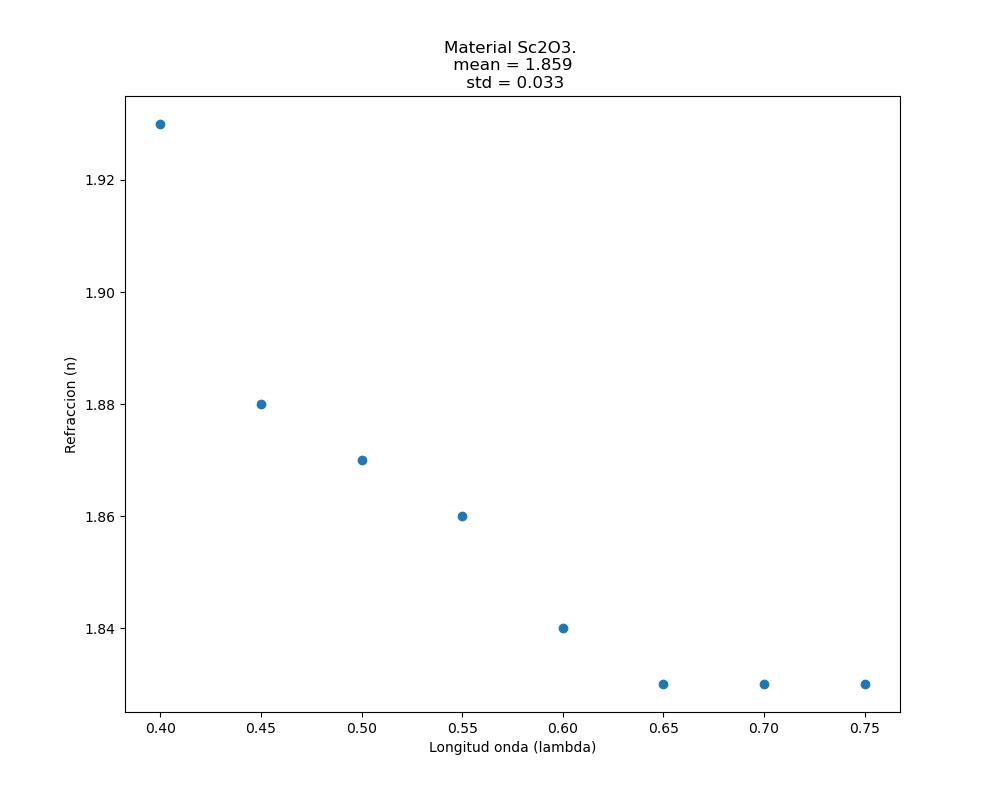 Material Sc2O3.
mean = 1.859
std = 0.033
Refraccion (n)
1.92
1.90
1.88
1.86
1.84
0.40 0.45 0.50 0.55 0.60 0.65 0.70 0.75
Longitud onda (lambda)